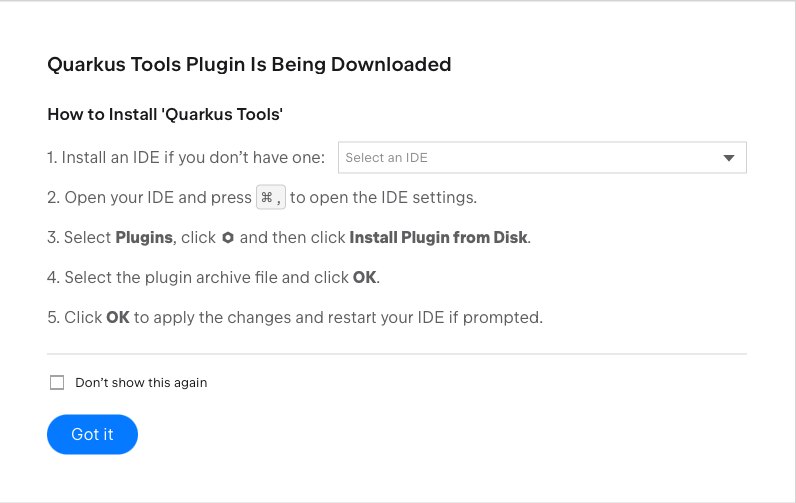 Quarkus Tools Plugin Is Being Downloaded
How to Install 'Quarkus Tools'
1. Install an IDE if you don’t have one: Select an IDE
2. Open your IDE and press ⌘ , to open the IDE settings.
3. Select Plugins, click and then click Install Plugin from Disk.
4. Select the plugin archive file and click OK.
5. Click OK to apply the changes and restart your IDE if prompted.
Don’t show this again
Got it